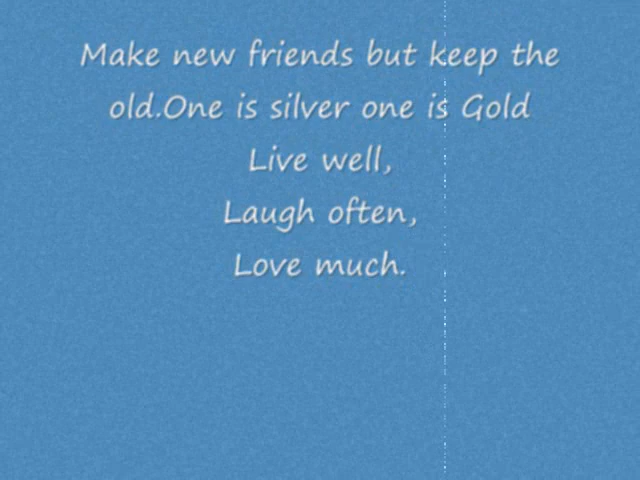 Make new friends but keep the
old.One is silver one is Gold
Live well,
Laugh often,
Love much.